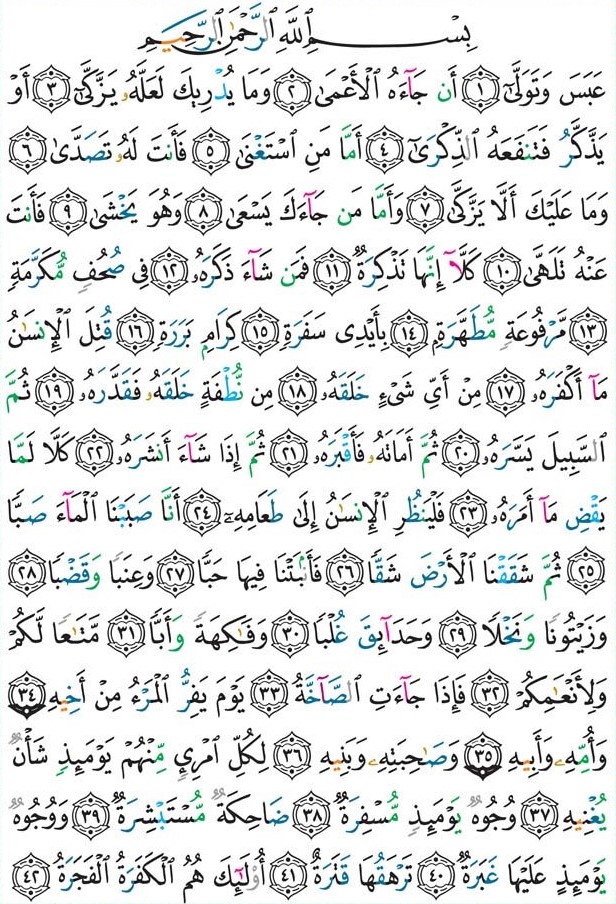 بِسْمِ ٱللَّهِ ٱلرَّحْمَٰنِ ٱلرَّحِيمِ
عَبَسَ وَتَوَلَّىٰٓ ۝١ أَن جَآءَهُ ٱلْأَعْمَىٰ ۝٢ وَمَا يُدْرِيكَ لَعَلَّهُۥ يَزَّكَّىٰٓ ۝٣ أَوْ
يَذَّكَّرُ فَتَنفَعَهُ ٱلذِّكْرَىٰٓ ۝٤ أَمَّا مَنِ ٱسْتَغْنَىٰ ۝٥ فَأَنتَ لَهُۥ تَصَدَّىٰ ۝٦
وَمَا عَلَيْكَ أَلَّا يَزَّكَّىٰ ۝٧ وَأَمَّا مَن جَآءَكَ يَسْعَىٰ ۝٨ وَهُوَ يَخْشَىٰ ۝٩ فَأَنتَ
عَنْهُ تَلَهَّىٰ ۝١٠ كَلَّآ إِنَّهَا تَذْكِرَةٌ ۝١١ فَمَن شَآءَ ذَكَرَهُۥ ۝١٢ فِى صُحُفٍ مُّكَرَّمَةٍ
۝١٣ مَّرْفُوعَةٍ مُّطَهَّرَةٍۭ ۝١٤ بِأَيْدِى سَفَرَةٍ ۝١٥ كِرَامٍۭ بَرَرَةٍ ۝١٦ قُتِلَ ٱلْإِنسَٰنُ
مَآ أَكْفَرَهُۥ ۝١٧ مِنْ أَىِّ شَىْءٍ خَلَقَهُۥ ۝١٨ مِن نُّطْفَةٍ خَلَقَهُۥ فَقَدَّرَهُۥ ۝١٩ ثُمَّ
ٱلسَّبِيلَ يَسَّرَهُۥ ۝٢٠ ثُمَّ أَمَاتَهُۥ فَأَقْبَرَهُۥ ۝٢١ ثُمَّ إِذَا شَآءَ أَنشَرَهُۥ ۝٢٢ كَلَّا لَمَّا
يَقْضِ مَآ أَمَرَهُۥ ۝٢٣ فَلْيَنظُرِ ٱلْإِنسَٰنُ إِلَىٰ طَعَامِهِۦٓ ۝٢٤ أَنَّا صَبَبْنَا ٱلْمَآءَ صَبًّا
۝٢٥ ثُمَّ شَقَقْنَا ٱلْأَرْضَ شَقًّا ۝٢٦ فَأَنۢبَتْنَا فِيهَا حَبًّا ۝٢٧ وَعِنَبًا وَقَضْبًا ۝٢٨
وَزَيْتُونًا وَنَخْلًا ۝٢٩ وَحَدَآئِقَ غُلْبًا ۝٣٠ وَفَٰكِهَةً وَأَبًّا ۝٣١ مَّتَٰعًا لَّكُمْ
وَلِأَنْعَٰمِكُمْ ۝٣٢ فَإِذَا جَآءَتِ ٱلصَّآخَّةُ ۝٣٣ يَوْمَ يَفِرُّ ٱلْمَرْءُ مِنْ أَخِيهِ ۝٣٤
وَأُمِّهِۦ وَأَبِيهِ ۝٣٥ وَصَٰحِبَتِهِۦ وَبَنِيهِ ۝٣٦ لِكُلِّ ٱمْرِئٍ مِّنْهُمْ يَوْمَئِذٍ شَأْنٌ
يُغْنِيهِ ۝٣٧ وُجُوهٌ يَوْمَئِذٍ مُّسْفِرَةٌ ۝٣٨ ضَاحِكَةٌ مُّسْتَبْشِرَةٌ ۝٣٩ وَوُجُوهٌ
يَوْمَئِذٍ عَلَيْهَا غَبَرَةٌ ۝٤٠ تَرْهَقُهَا قَتَرَةٌ ۝٤١ أُو۟لَٰٓئِكَ هُمُ ٱلْكَفَرَةُ ٱلْفَجَرَةُ ۝٤٢